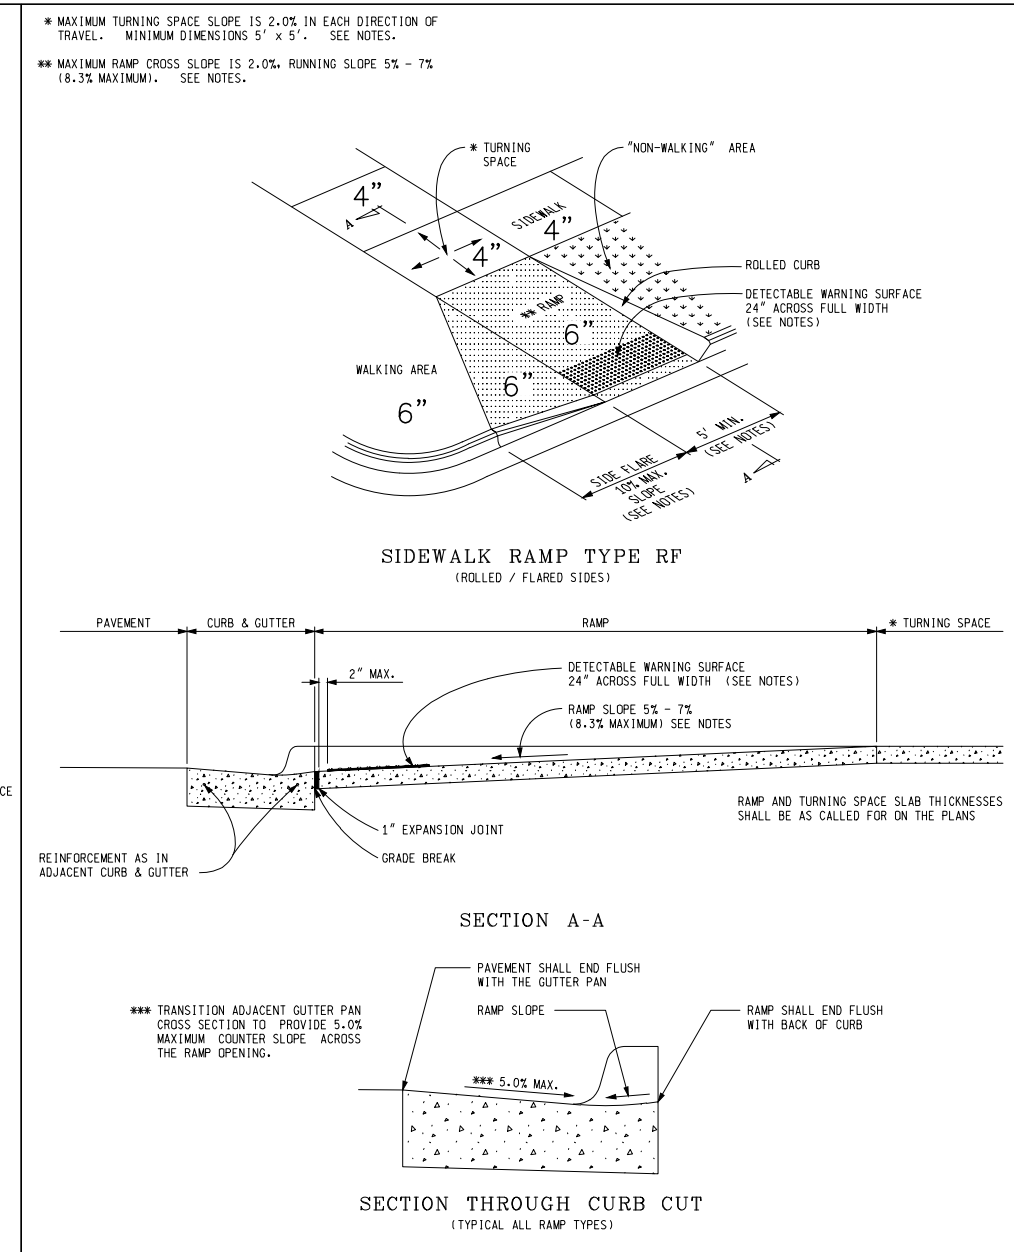 * MAXIMUM TURNING SPACE SLOPE IS 2.0% IN EACH DIRECTION OF
TRAVEL. MINIMUM DIMENSIONS 5' x 5'. SEE NOTES.
** MAXIMUM RAMP CROSS SLOPE IS 2.0%, RUNNING SLOPE 5% - 7%
(8.3% MAXIMUM). SEE NOTES.
* TURNING
SPACE
"NON-WALKING" AREA
4"
A
SIDEWALK
4"
4"
ROLLED CURB
DETECTABLE WARNING SURFACE
24" ACROSS FULL WIDTH
(SEE NOTES)
** RAMP
6"
WALKING AREA
6"
6"
5' MIN.
(SEE NOTES)
SIDE FLARE
10% MAX.
SLOPE
(SEE NOTES)
A
SIDEWALK RAMP TYPE RF
(ROLLED / FLARED SIDES)
PAVEMENT
CURB & GUTTER
RAMP
* TURNING SPACE
2" MAX.
DETECTABLE WARNING SURFACE
24" ACROSS FULL WIDTH (SEE NOTES)
RAMP SLOPE 5% - 7%
(8.3% MAXIMUM) SEE NOTES
CE
RAMP AND TURNING SPACE SLAB THICKNESSES
SHALL BE AS CALLED FOR ON THE PLANS
1" EXPANSION JOINT
GRADE BREAK
REINFORCEMENT AS IN
ADJACENT CURB & GUTTER
SECTION A-A
PAVEMENT SHALL END FLUSH
WITH THE GUTTER PAN
*** TRANSITION ADJACENT GUTTER PAN
CROSS SECTION TO PROVIDE 5.0%
MAXIMUM COUNTER SLOPE ACROSS
THE RAMP OPENING.
RAMP SLOPE
RAMP SHALL END FLUSH
WITH BACK OF CURB
*** 5.0% MAX.
SECTION THROUGH CURB CUT
(TYPICAL ALL RAMP TYPES)